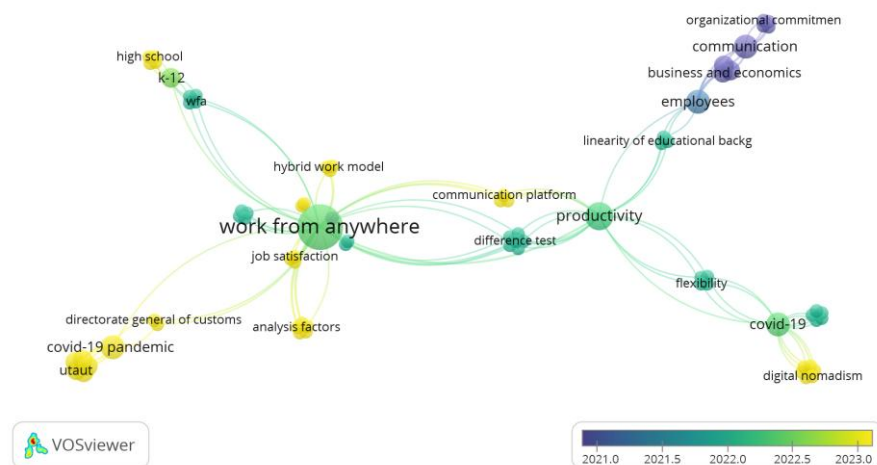 organizational commitmen
communication
business and economics
employees
high school
k-12
wfa
linearity of educational backg
hybrid work model
communication platform
productivity
work from anywhere
difference test
job satisfaction
flexibility
directorate general of customs
analysis factors
covid-19
covid-19 pandemic
utaut
digital nomadism
VOSviewer
2021.0 2021.5 2022.0 2022.5 2023.0